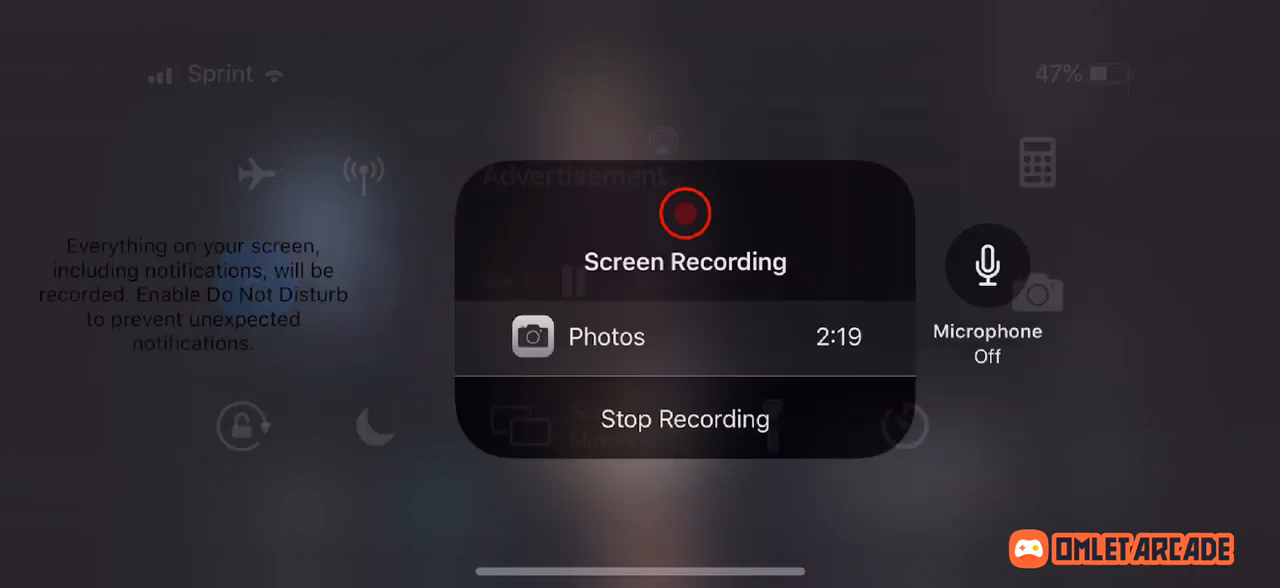 Sprint
47%
Advertisement
Everything on your screen,
including notifications, will be
recorded. Enable Do Not Disturb
to prevent unexpected
notifications.
Screen Recording
Photos
2:19
Microphone
Off
Stop Recording
OMLET ARCADE